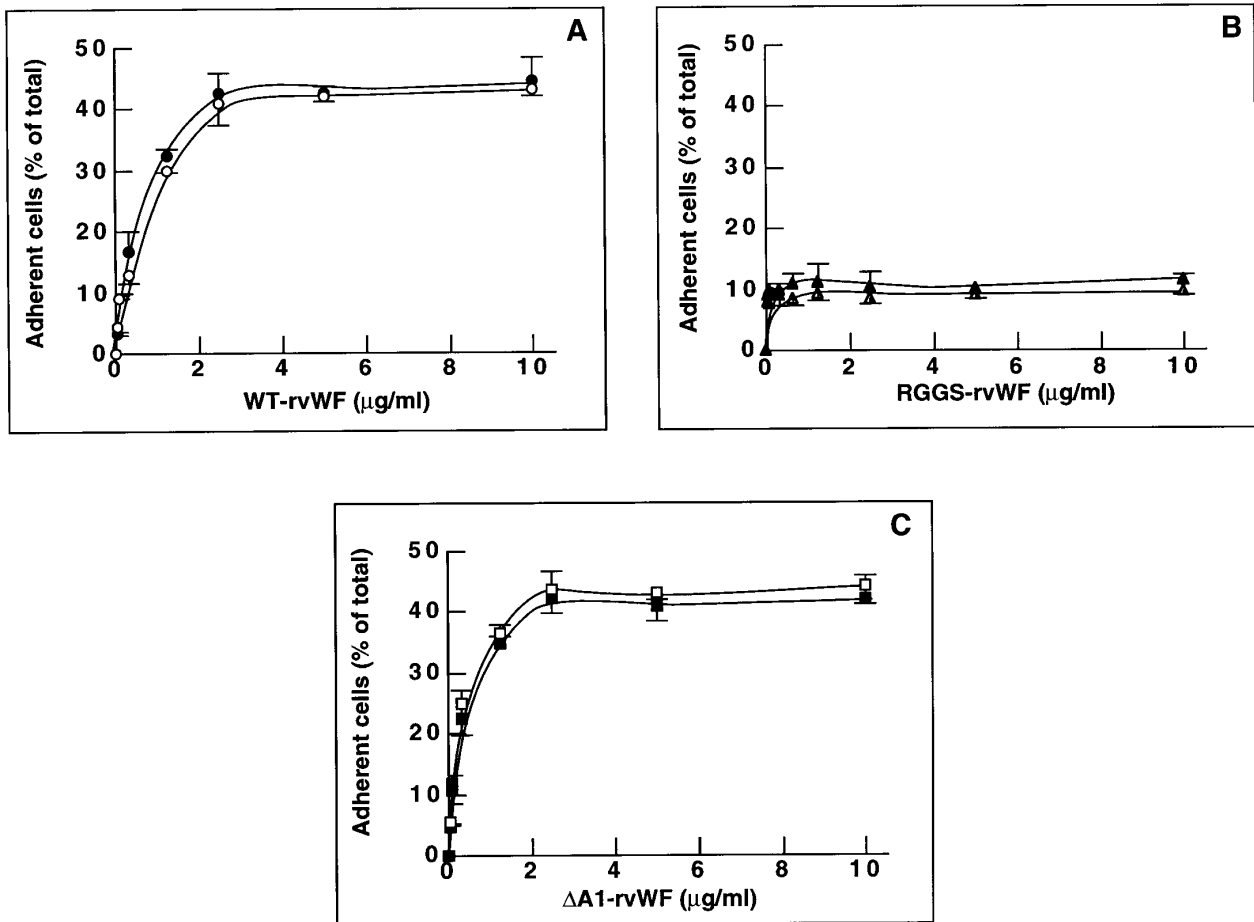 A
Adherent cells (% of total)
50
40
30
20
10
0
0 2 4 6 8 10
WT-rvWF (µg/ml)
B
Adherent cells (% of total)
50
40
30
20
10
0
0 2 4 6 8 10
RGGS-rvWF (µg/ml)
C
Adherent cells (% of total)
50
40
30
20
10
0
0 2 4 6 8 10
ΔA1-rvWF (µg/ml)